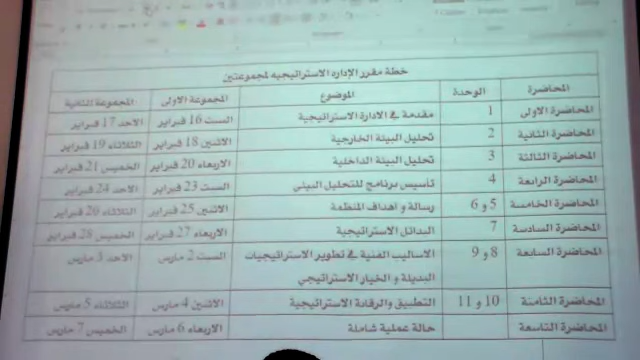 خطة مقرر الإدارة الاستراتيجية لمجموعتين
المحاضرة الوحدة الموضوع المجموعة الاولى المجموعة الثانية
المحاضرة الاولى 1 مقدمة في الادارة الاستراتيجية السبت 16 فبراير الاحد 17 فبراير
المحاضرة الثانية 2 تحليل البيئة الخارجية الاثنين 18 فبراير الثلاثاء 19 فبراير
المحاضرة الثالثة 3 تحليل البيئة الداخلية الاربعاء 20 فبراير الخميس 21 فبراير
المحاضرة الرابعة 4 تأسيس برنامج للتحليل البيئي السبت 23 فبراير الاحد 24 فبراير
المحاضرة الخامسة 5 و 6 رسالة و اهداف المنظمة الاثنين 25 فبراير الثلاثاء 26 فبراير
المحاضرة السادسة 7 البدائل الاستراتيجية الاربعاء 27 فبراير الخميس 28 فبراير
المحاضرة السابعة 8 و 9 الاساليب الفنية في تطوير الاستراتيجيات السبت 2 مارس الاحد 3 مارس
البديلة و الخيار الاستراتيجي
المحاضرة الثامنة 10 و 11 التطبيق والرقابة الاستراتيجية الاثنين 4 مارس الثلاثاء 5 مارس
المحاضرة التاسعة حالة عملية شاملة الاربعاء 6 مارس الخميس 7 مارس